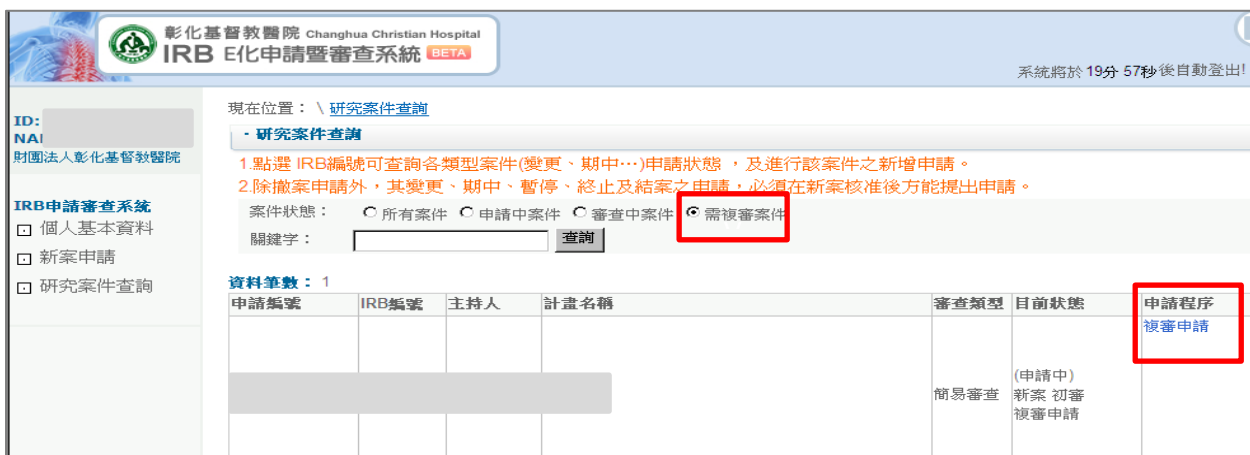 彰化基督教醫院 Changhua Christian Hospital
IRB E化申請暨審查系統 BETA
系統將於 19分 57秒後自動登出!
ID:
NA
財團法人彰化基督教醫院
IRB申請審查系統
個人基本資料
新案申請
研究案件查詢
現在位置： \ 研究案件查詢
‧研究案件查詢
1.點選 IRB編號可查詢各類型案件(變更、期中…)申請狀態 ，及進行該案件之新增申請。
2.除撤案申請外，其變更、期中、暫停、終止及結案之申請，必須在新案核准後方能提出申請。
案件狀態： 所有案件 申請中案件 審查中案件 需複審案件
關鍵字： 查詢
資料筆數：1
申請編號 IRB編號 主持人 計畫名稱 審查類型 目前狀態 申請程序
複審申請
簡易審查
(申請中)
新案 初審
複審申請